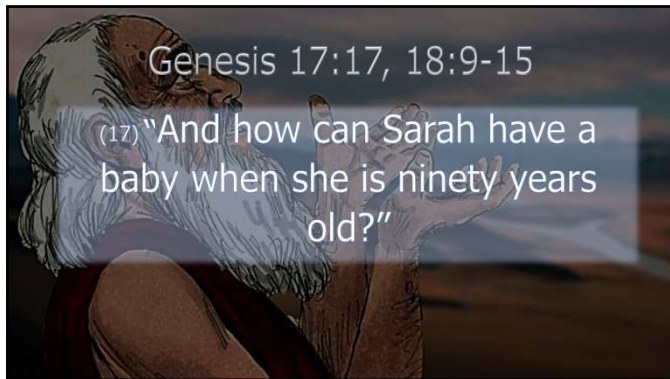 Genesis 17:17, 18:9-15
(17) “And how can Sarah have a
baby when she is ninety years
old?”